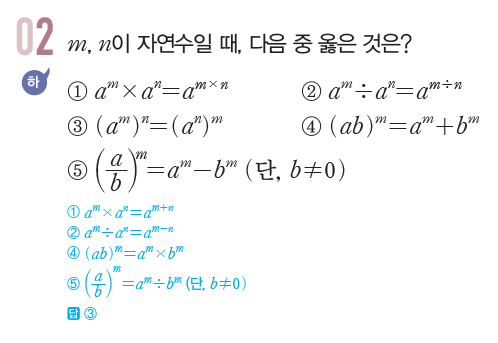 02 m, n이 자연수일 때, 다음 중 옳은 것은?
하
① a^m×a^n=a^{m×n} ② a^m÷a^n=a^{m÷n}
③ (a^m)^n=(a^n)^m ④ (ab)^m=a^m+b^m
⑤ (a/b)^m=a^m−b^m (단, b≠0)
① a^m×a^n=a^{m+n}
② a^m÷a^n=a^{m−n}
④ (ab)^m=a^m×b^m
⑤ (a/b)^m=a^m÷b^m (단, b≠0)
답 ③